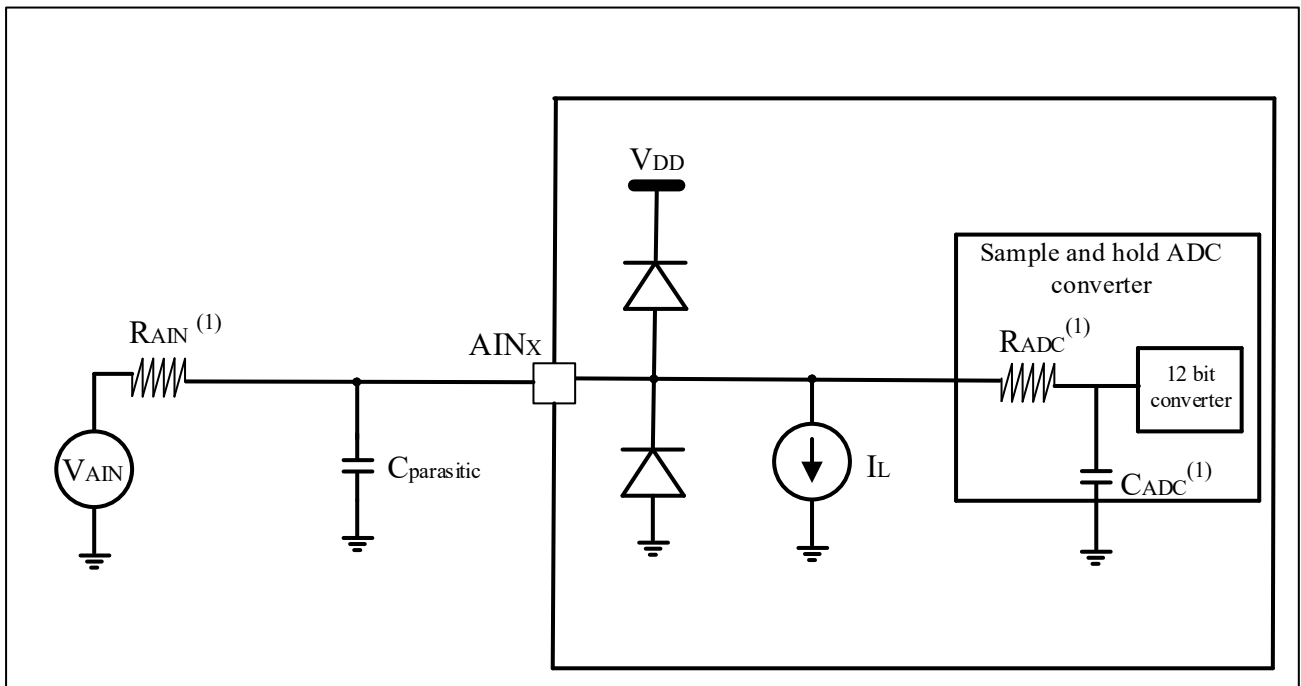 VDD
Sample and hold ADC
converter
RAIN (1)
AINX
RADC(1)
12 bit
converter
VAIN
Cparasitic
IL
CADC(1)